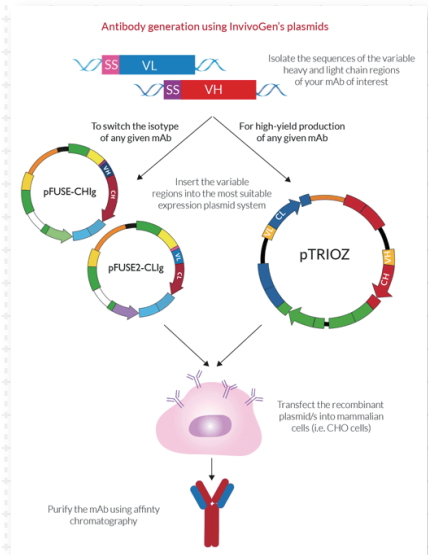 Antibody generation using InvivoGen's plasmids
SS VL
SS VH
Isolate the sequences of the variable
heavy and light chain regions
of your mAb of interest
To switch the isotype
of any given mAb
For high-yield production
of any given mAb
Insert the variable
regions into the most suitable
expression plasmid system
pFUSE-CHIg
VH
CH
pFUSE2-CLIg
VL
CL
pTRIOZ
VL
CL
VH
CH
Transfect the recombinant
plasmid/s into mammalian
cells (i.e. CHO cells)
Purify the mAb using affinty
chromatography